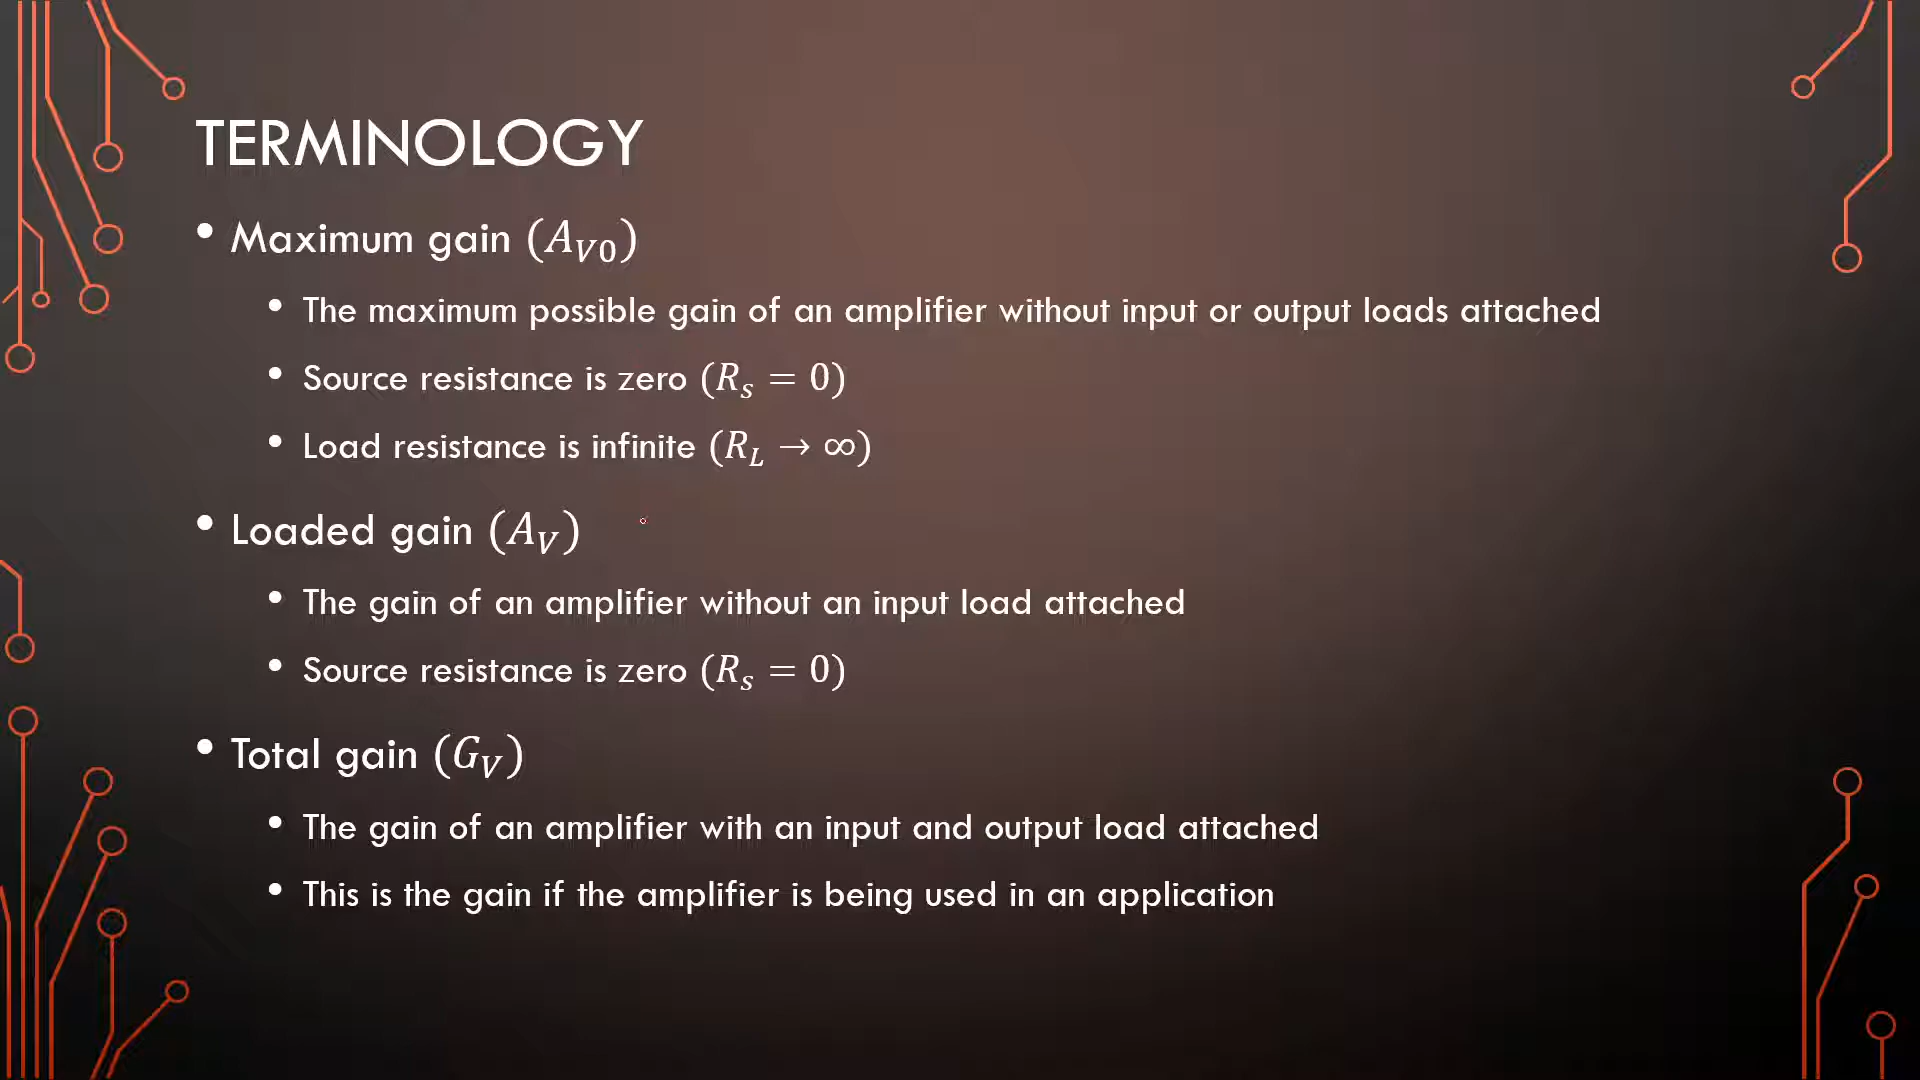 TERMINOLOGY
• Maximum gain (A_{V0})
• The maximum possible gain of an amplifier without input or output loads attached
• Source resistance is zero (R_s = 0)
• Load resistance is infinite (R_L → ∞)
• Loaded gain (A_V)
• The gain of an amplifier without an input load attached
• Source resistance is zero (R_s = 0)
• Total gain (G_V)
• The gain of an amplifier with an input and output load attached
• This is the gain if the amplifier is being used in an application